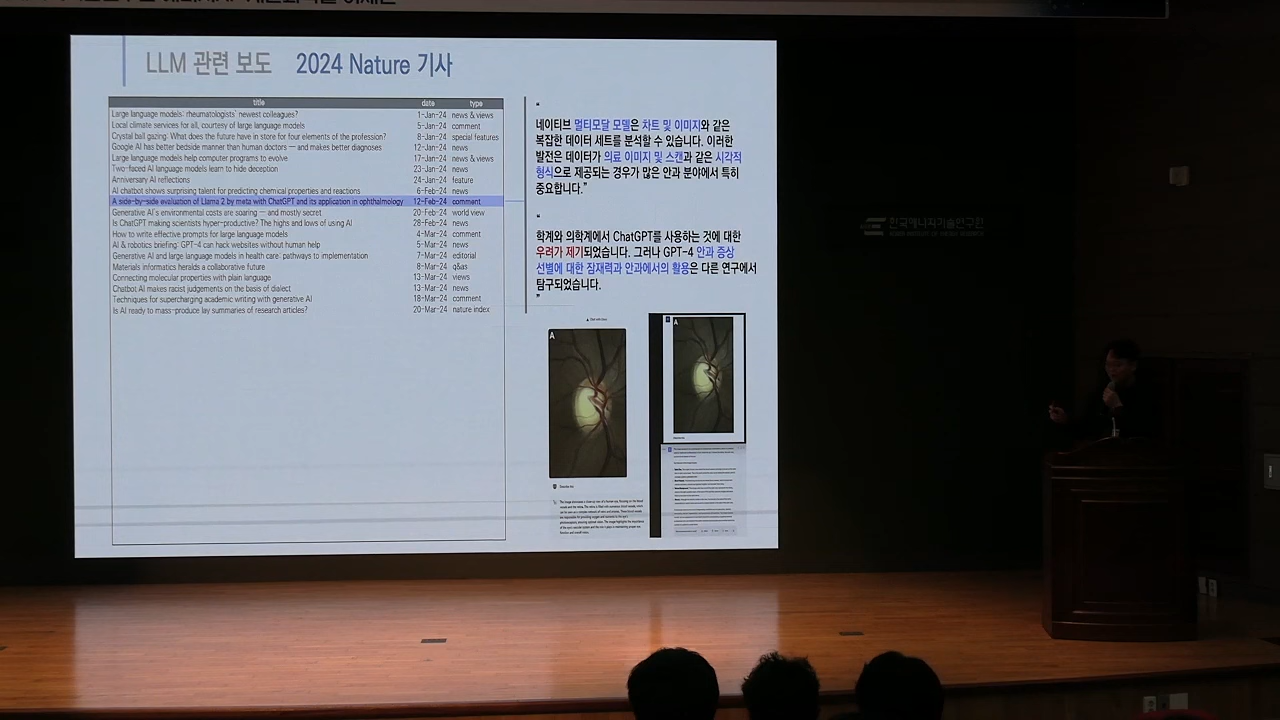 LLM 관련 보도 2024 Nature 기사
title date type
Large language models: rheumatologists' newest colleagues? 1-Jan-24 news & views
Local climate services for all, courtesy of large language models 5-Jan-24 comment
Crystal ball gazing: What does the future have in store for four elements of the profession? 8-Jan-24 special features
Google AI has better bedside manner than human doctors — and makes better diagnoses 12-Jan-24 news
Large language models help computer programs to evolve 17-Jan-24 news & views
Two-faced AI language models learn to hide deception 23-Jan-24 news
Anniversary AI reflections 24-Jan-24 feature
AI chatbot shows surprising talent for predicting chemical properties and reactions 6-Feb-24 news
A side-by-side evaluation of Llama 2 by meta with ChatGPT and its application in ophthalmology 12-Feb-24 comment
Generative AI's environmental costs are soaring — and mostly secret 20-Feb-24 world view
Is ChatGPT making scientists hyper-productive? The highs and lows of using AI 28-Feb-24 news
How to write effective prompts for large language models 4-Mar-24 comment
AI & robotics briefing: GPT-4 can hack websites without human help 5-Mar-24 news
Generative AI and large language models in health care: pathways to implementation 7-Mar-24 editorial
Materials informatics heralds a collaborative future 8-Mar-24 q&as
Connecting molecular properties with plain language 13-Mar-24 views
Chatbot AI makes racist judgements on the basis of dialect 13-Mar-24 news
Techniques for supercharging academic writing with generative AI 18-Mar-24 comment
Is AI ready to mass-produce lay summaries of research articles? 20-Mar-24 nature index
“
네이티브 멀티모달 모델은 차트 및 이미지와 같은
복잡한 데이터 세트를 분석할 수 있습니다. 이러한
발전은 데이터가 의료 이미지 및 스캔과 같은 시각적
형식으로 제공되는 경우가 많은 안과 분야에서 특히
중요합니다.”
“
학계와 의학계에서 ChatGPT를 사용하는 것에 대한
우려가 제기되었습니다. 그러나 GPT-4 안과 증상
선별에 대한 잠재력과 안과에서의 활용은 다른 연구에서
탐구되었습니다.
”
A
A
한국에너지기술연구원